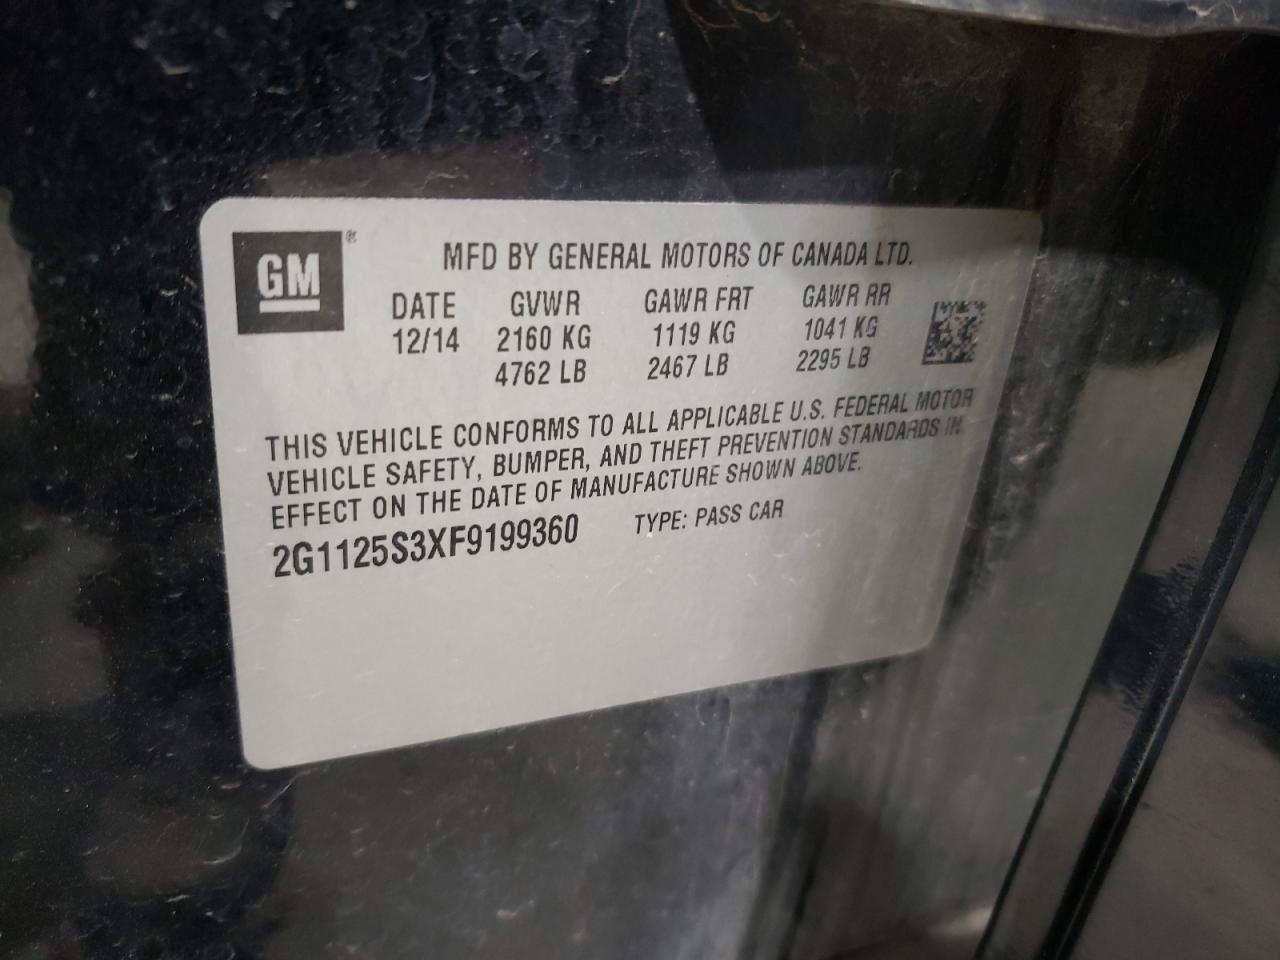 GM®
MFD BY GENERAL MOTORS OF CANADA LTD.
DATE GVWR GAWR FRT GAWR RR
12/14 2160 KG 1119 KG 1041 KG
4762 LB 2467 LB 2295 LB
THIS VEHICLE CONFORMS TO ALL APPLICABLE U.S. FEDERAL MOTOR
VEHICLE SAFETY, BUMPER, AND THEFT PREVENTION STANDARDS IN
EFFECT ON THE DATE OF MANUFACTURE SHOWN ABOVE.
2G1125S3XF9199360 TYPE: PASS CAR